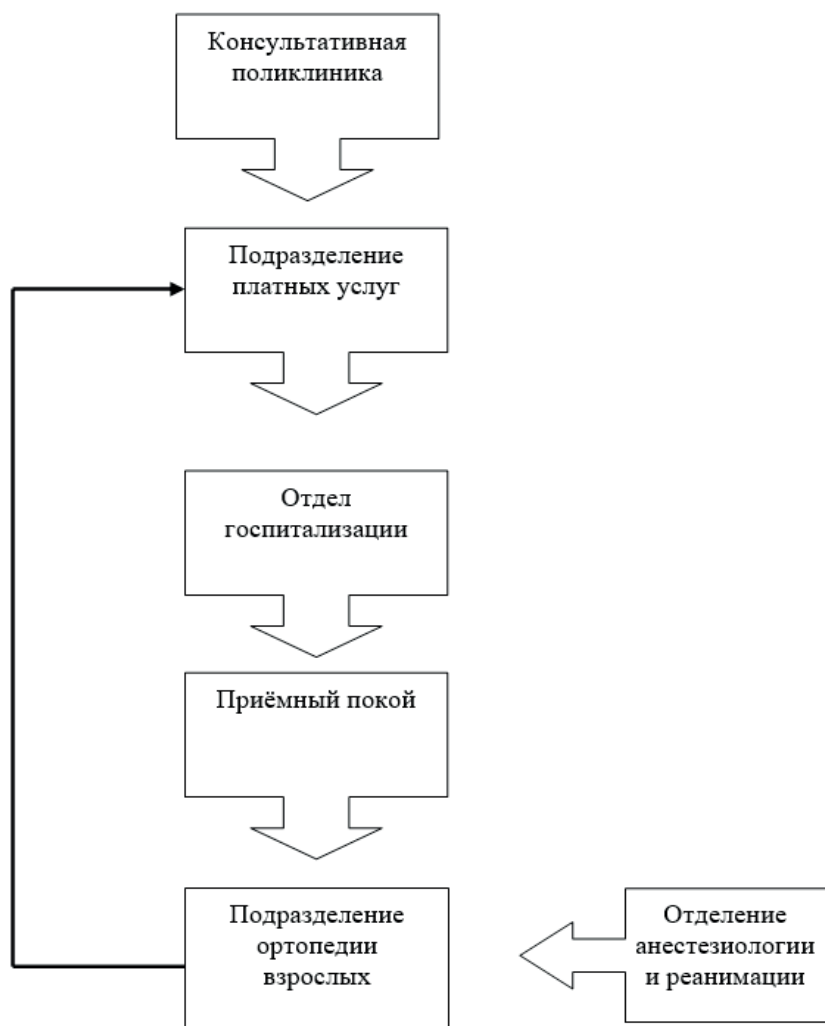 Консультативная
поликлиника
Подразделение
платных услуг
Отдел
госпитализации
Приёмный покой
Подразделение
ортопедии
взрослых
Отделение
анестезиологии
и реанимации